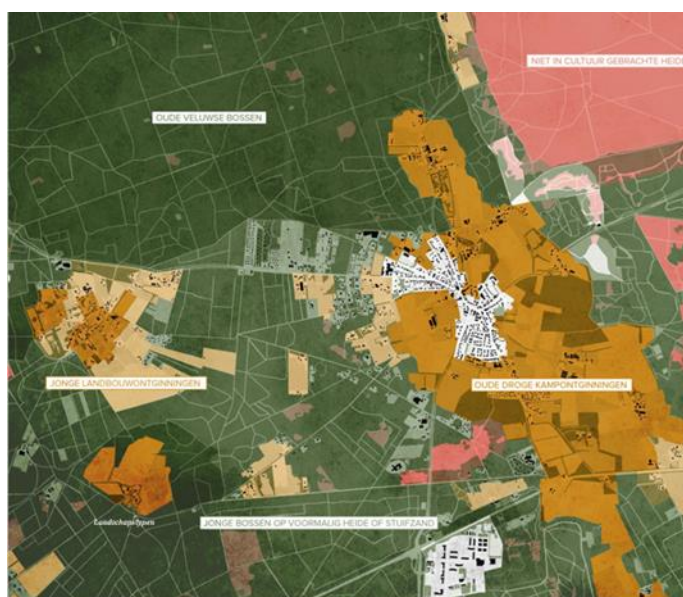 NIET IN CULTUUR GEBRACHTE HEIDE
OUDE VELUWSE BOSSEN
JONGE LANDBOUWONTGINNINGEN
OUDE DROGE KAMPONTGINNINGEN
Landschapstypen
JONGE BOSSEN OP VOORMALIG HEIDE OF STUIFZAND